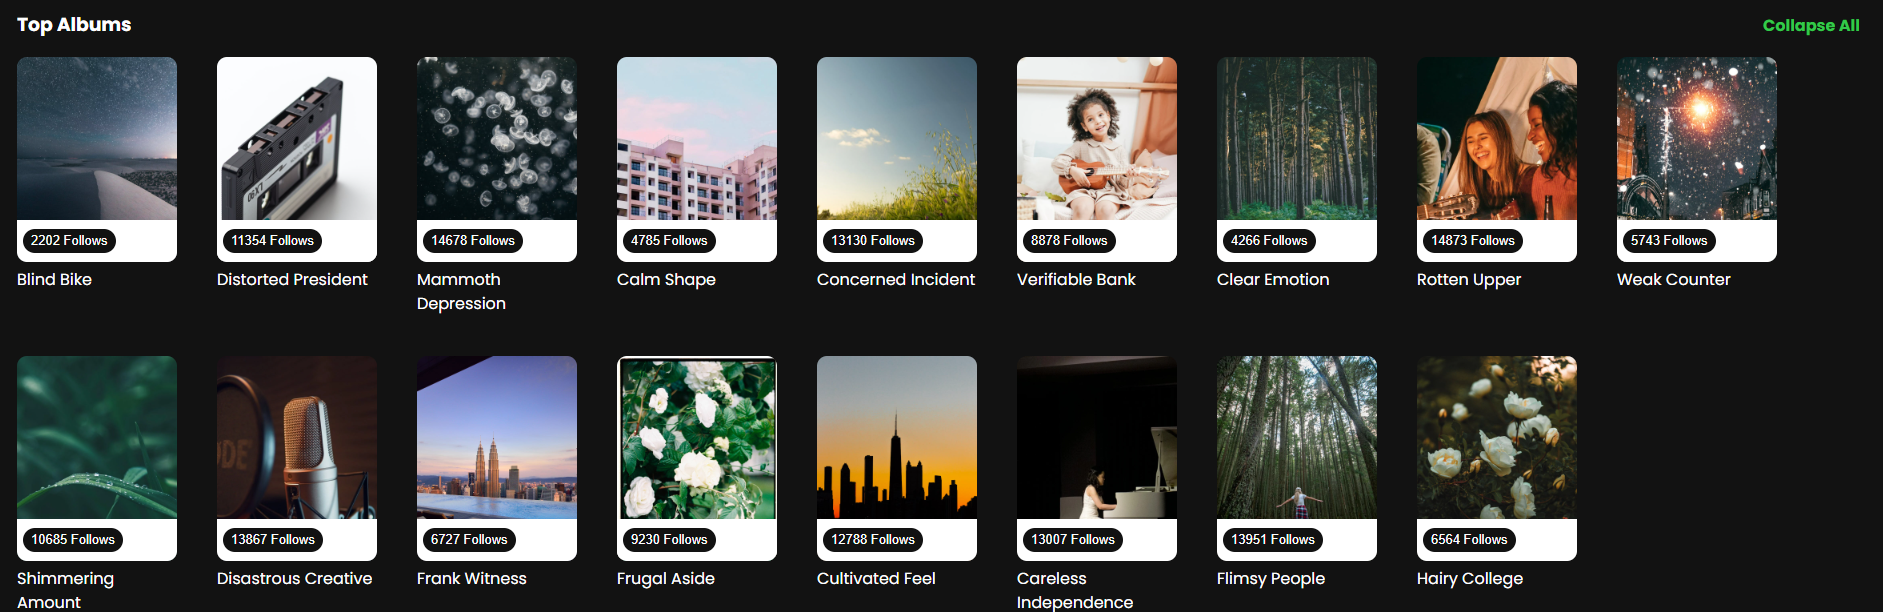 Top Albums
Collapse All
2202 Follows
11354 Follows
14678 Follows
4785 Follows
13130 Follows
8878 Follows
4266 Follows
14873 Follows
5743 Follows
Blind Bike
Distorted President
Mammoth
Depression
Calm Shape
Concerned Incident
Verifiable Bank
Clear Emotion
Rotten Upper
Weak Counter
10685 Follows
13867 Follows
6727 Follows
9230 Follows
12788 Follows
13007 Follows
13951 Follows
6564 Follows
Shimmering
Amount
Disastrous Creative
Frank Witness
Frugal Aside
Cultivated Feel
Careless
Independence
Flimsy People
Hairy College